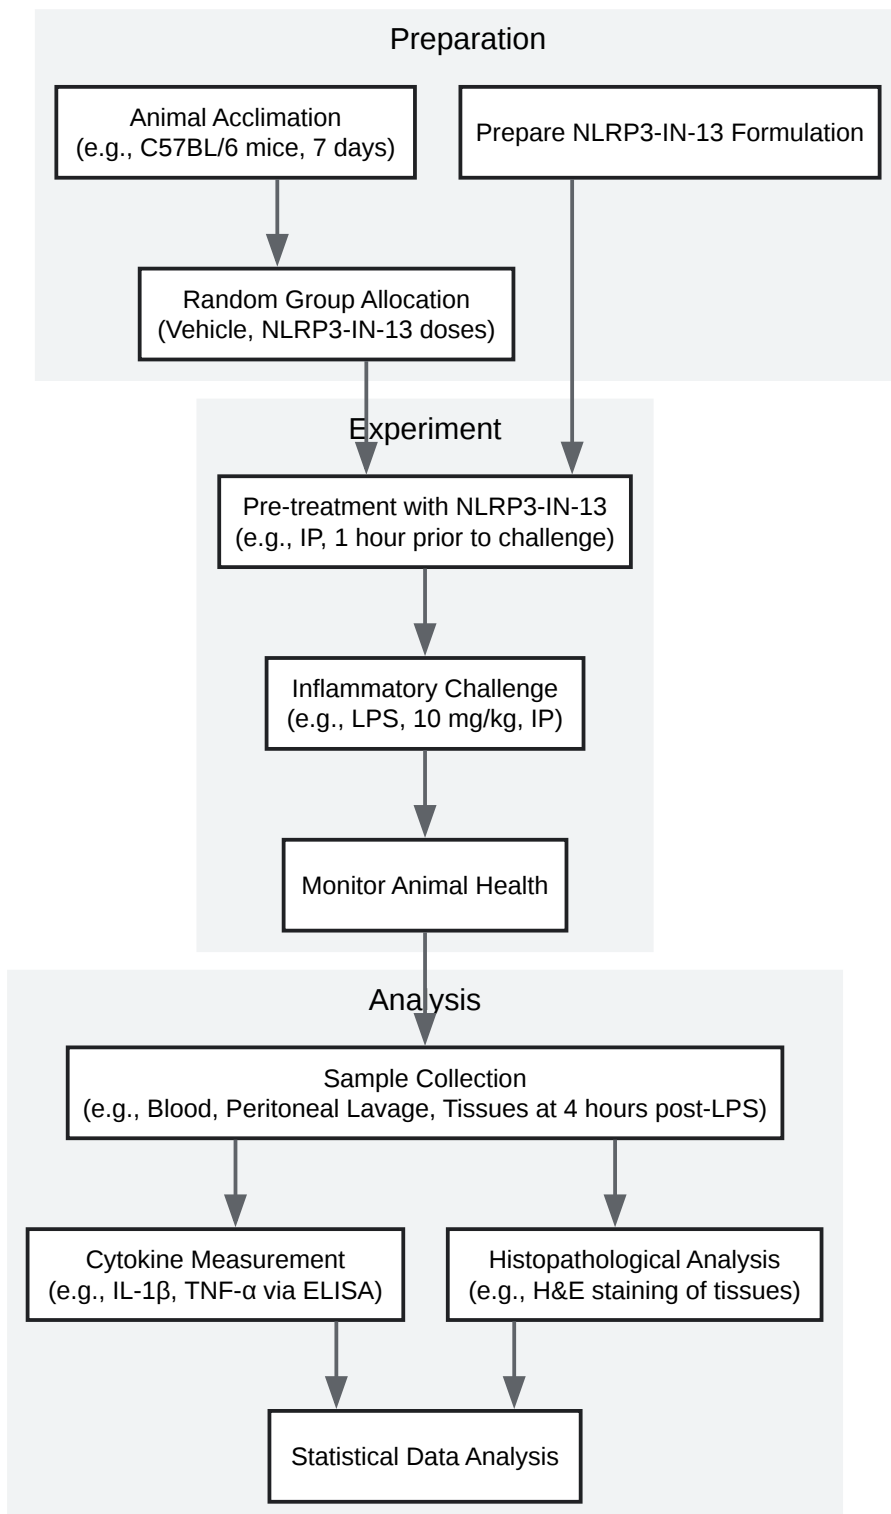 Preparation
Animal Acclimation
(e.g., C57BL/6 mice, 7 days)
Prepare NLRP3-IN-13 Formulation
Random Group Allocation
(Vehicle, NLRP3-IN-13 doses)
Experiment
Pre-treatment with NLRP3-IN-13
(e.g., IP, 1 hour prior to challenge)
Inflammatory Challenge
(e.g., LPS, 10 mg/kg, IP)
Monitor Animal Health
Analysis
Sample Collection
(e.g., Blood, Peritoneal Lavage, Tissues at 4 hours post-LPS)
Cytokine Measurement
(e.g., IL-1β, TNF-α via ELISA)
Histopathological Analysis
(e.g., H&E staining of tissues)
Statistical Data Analysis